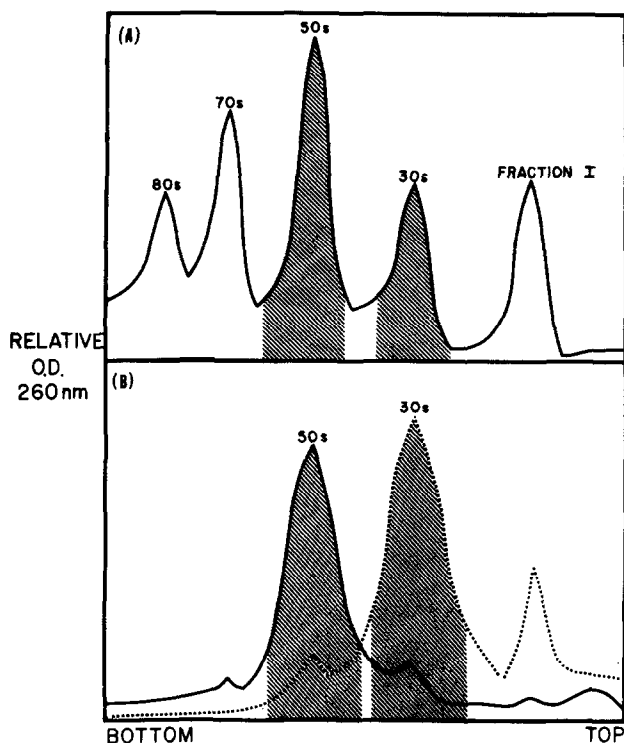 (A)
50s
70s
80s
30s
FRACTION I
RELATIVE
O.D.
260nm
(B)
50s
30s
BOTTOM
TOP